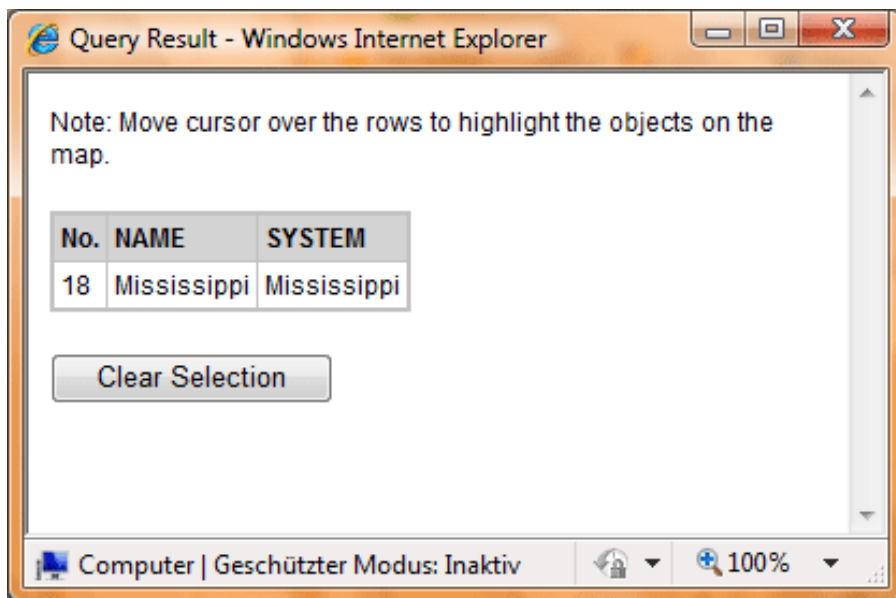 Query Result - Windows Internet Explorer
Note: Move cursor over the rows to highlight the objects on the
map.
No. NAME SYSTEM
18 Mississippi Mississippi
Clear Selection
Computer | Geschützter Modus: Inaktiv 100%